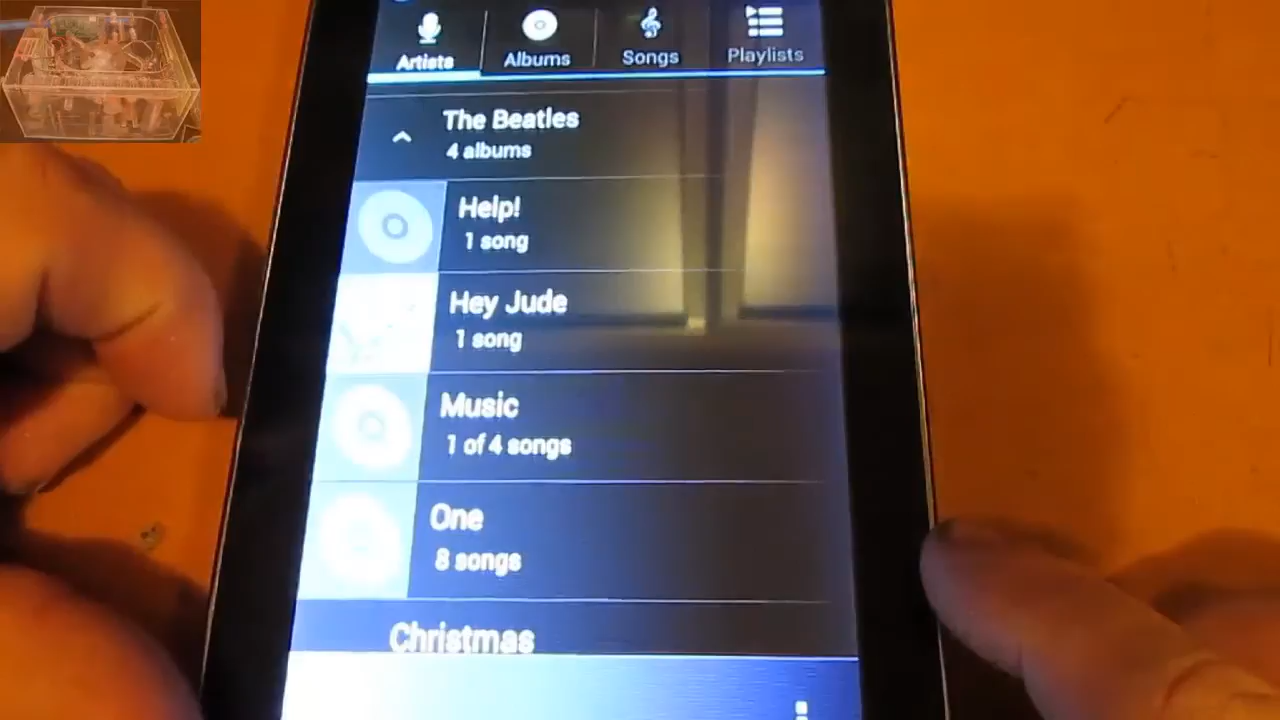 Artists
Albums
Songs
Playlists
The Beatles
4 albums
Help!
1 song
Hey Jude
1 song
Music
1 of 4 songs
One
8 songs
Christmas